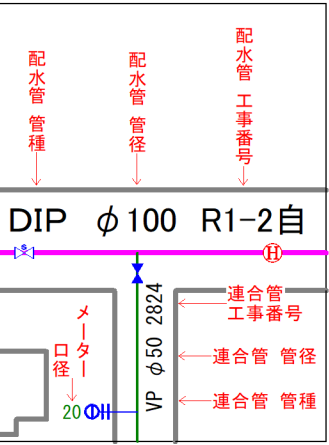 配水管 管種
配水管 管径
配水管 工事番号
DIP φ100 R1-2自
S
H
連合管
工事番号
連合管 管径
連合管 管種
VP φ50 2824
メーター
口径
20